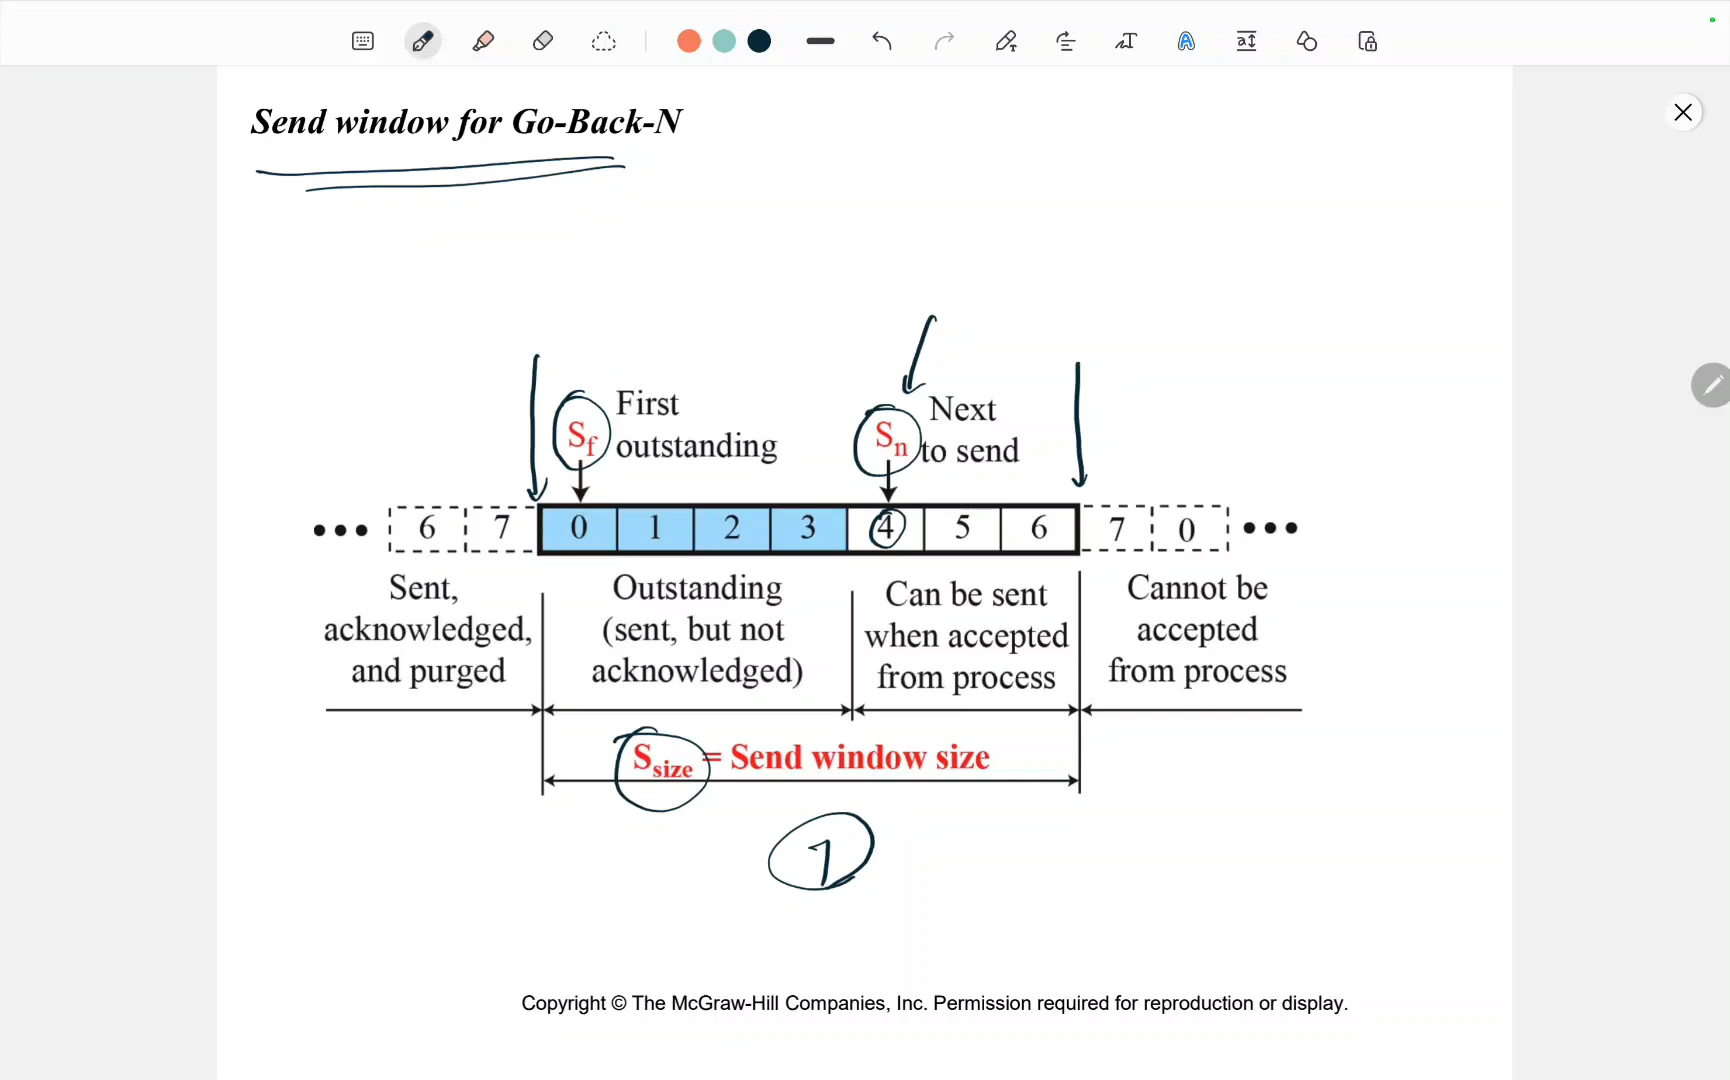 Send window for Go-Back-N
First
outstanding
Sf
Next
to send
Sn
••• 6 7 0 1 2 3 4 5 6 7 0 •••
Sent,
acknowledged,
and purged
Outstanding
(sent, but not
acknowledged)
Can be sent
when accepted
from process
Cannot be
accepted
from process
Ssize = Send window size
7
Copyright © The McGraw-Hill Companies, Inc. Permission required for reproduction or display.